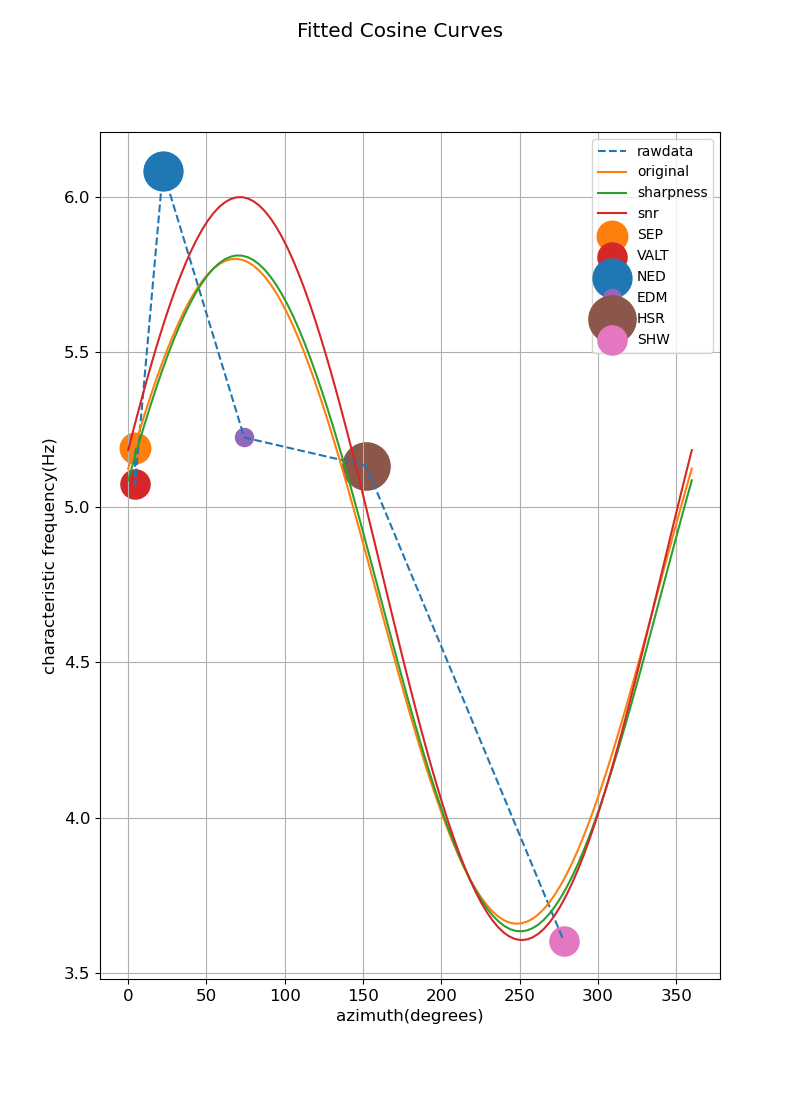 Fitted Cosine Curves
rawdata
original
sharpness
snr
SEP
VALT
NED
EDM
HSR
SHW
6.0
5.5
5.0
4.5
4.0
3.5
characteristic frequency(Hz)
0 50 100 150 200 250 300 350
azimuth(degrees)